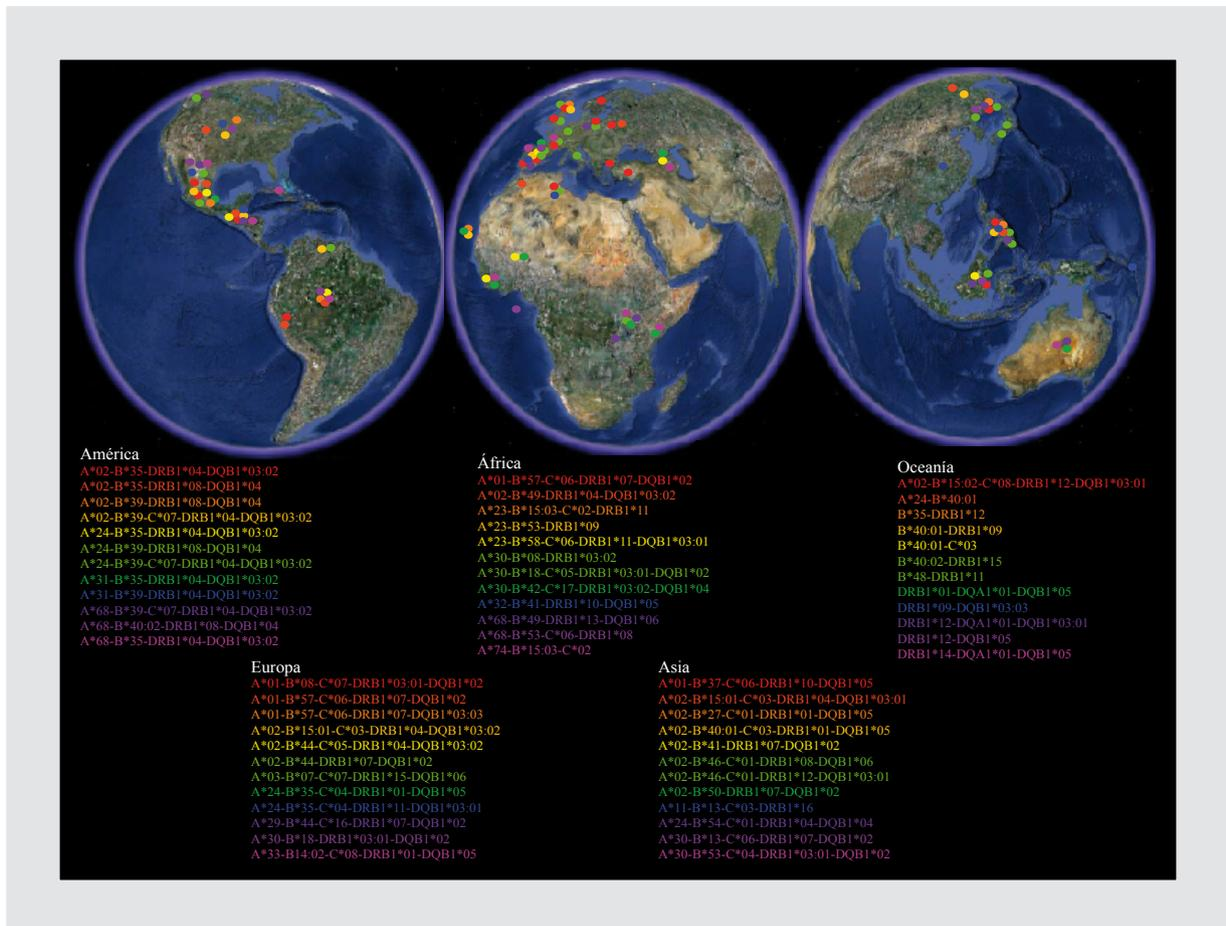 América
A*02-B*35-DRB1*04-DQB1*03:02
A*02-B*35-DRB1*08-DQB1*04
A*02-B*39-DRB1*08-DQB1*04
A*02-B*39-C*07-DRB1*04-DQB1*03:02
A*24-B*35-DRB1*04-DQB1*03:02
A*24-B*39-DRB1*08-DQB1*04
A*24-B*39-C*07-DRB1*04-DQB1*03:02
A*31-B*35-DRB1*04-DQB1*03:02
A*31-B*39-DRB1*04-DQB1*03:02
A*68-B*39-C*07-DRB1*04-DQB1*03:02
A*68-B*40:02-DRB1*08-DQB1*04
A*68-B*35-DRB1*04-DQB1*03:02
África
A*01-B*57-C*06-DRB1*07-DQB1*02
A*02-B*49-DRB1*04-DQB1*03:02
A*23-B*15:03-C*02-DRB1*11
A*23-B*53-DRB1*09
A*23-B*58-C*06-DRB1*11-DQB1*03:01
A*30-B*08-DRB1*03:02
A*30-B*18-C*05-DRB1*03:01-DQB1*02
A*30-B*42-C*17-DRB1*03:02-DQB1*04
A*32-B*41-DRB1*10-DQB1*05
A*68-B*49-DRB1*13-DQB1*06
A*68-B*53-C*06-DRB1*08
A*74-B*15:03-C*02
Oceanía
A*02-B*15:02-C*08-DRB1*12-DQB1*03:01
A*24-B*40:01
B*35-DRB1*12
B*40:01-DRB1*09
B*40:01-C*03
B*40:02-DRB1*15
B*48-DRB1*11
DRB1*01-DQA1*01-DQB1*05
DRB1*09-DQB1*03:03
DRB1*12-DQA1*01-DQB1*03:01
DRB1*12-DQB1*05
DRB1*14-DQA1*01-DQB1*05
Europa
A*01-B*08-C*07-DRB1*03:01-DQB1*02
A*01-B*57-C*06-DRB1*07-DQB1*02
A*01-B*57-C*06-DRB1*07-DQB1*03:03
A*02-B*15:01-C*03-DRB1*04-DQB1*03:02
A*02-B*44-C*05-DRB1*04-DQB1*03:02
A*02-B*44-DRB1*07-DQB1*02
A*03-B*07-C*07-DRB1*15-DQB1*06
A*24-B*35-C*04-DRB1*01-DQB1*05
A*24-B*35-C*04-DRB1*11-DQB1*03:01
A*29-B*44-C*16-DRB1*07-DQB1*02
A*30-B*18-DRB1*03:01-DQB1*02
A*33-B14:02-C*08-DRB1*01-DQB1*05
Asia
A*01-B*37-C*06-DRB1*10-DQB1*05
A*02-B*15:01-C*03-DRB1*04-DQB1*03:01
A*02-B*27-C*01-DRB1*01-DQB1*05
A*02-B*40:01-C*03-DRB1*01-DQB1*05
A*02-B*41-DRB1*07-DQB1*02
A*02-B*46-C*01-DRB1*08-DQB1*06
A*02-B*46-C*01-DRB1*12-DQB1*03:01
A*02-B*50-DRB1*07-DQB1*02
A*11-B*13-C*03-DRB1*16
A*24-B*54-C*01-DRB1*04-DQB1*04
A*30-B*13-C*06-DRB1*07-DQB1*02
A*30-B*53-C*04-DRB1*03:01-DQB1*02